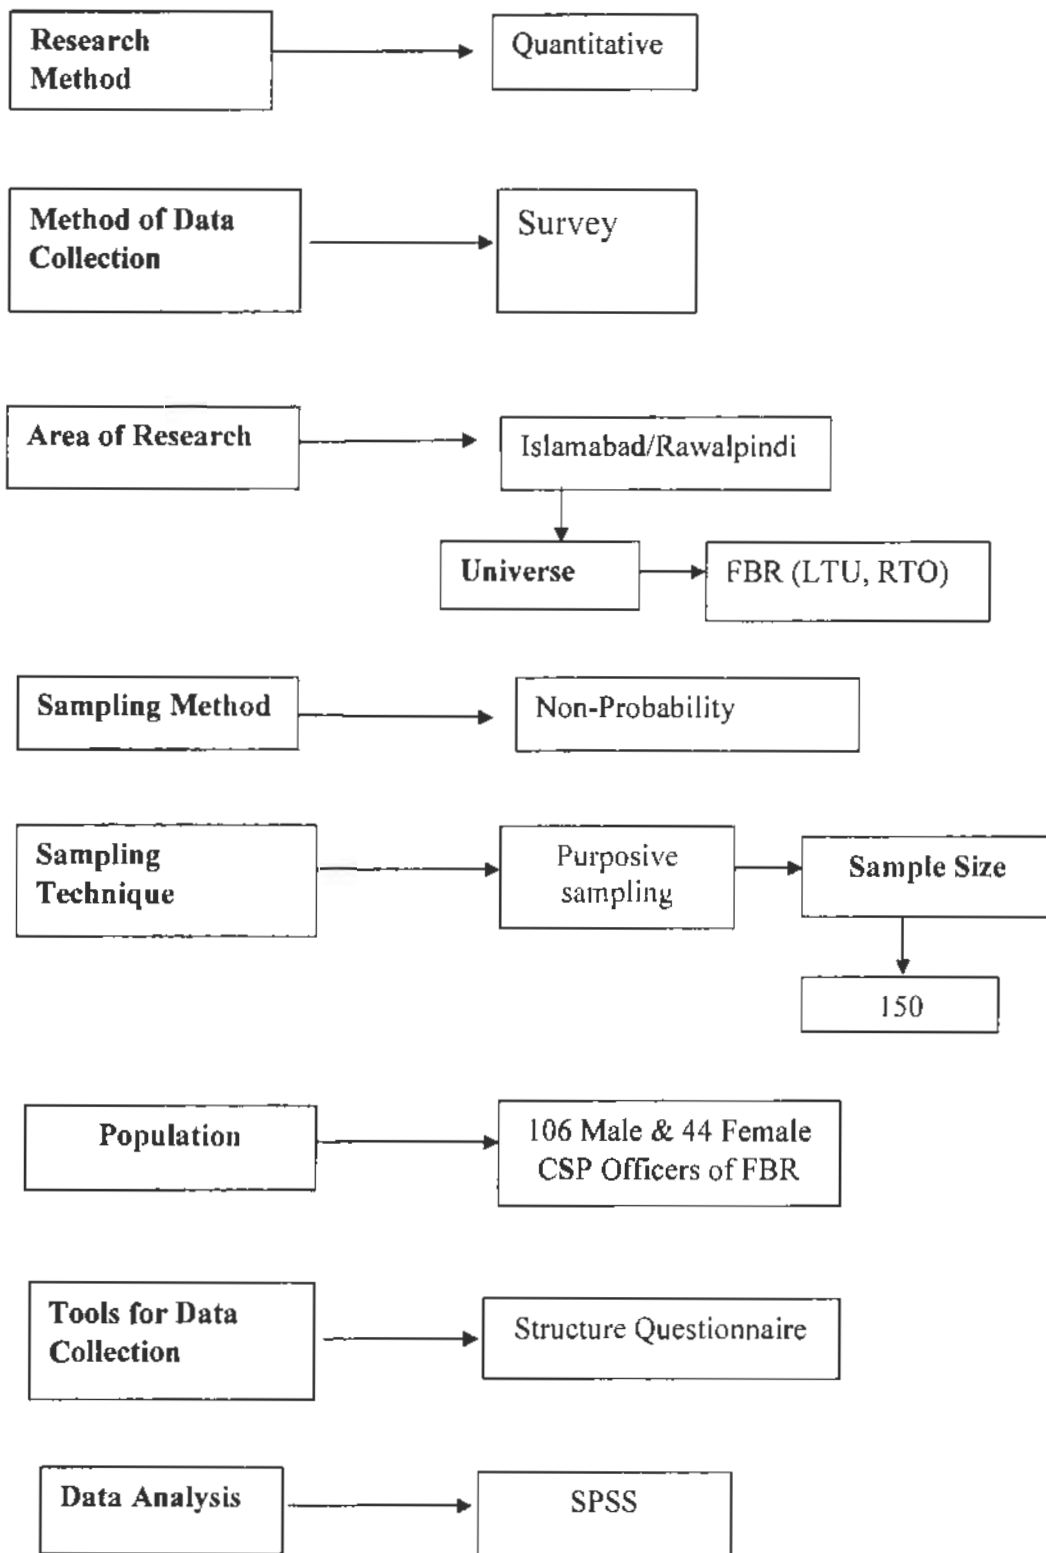 Research
Method
Quantitative
Method of Data
Collection
Survey
Area of Research
Islamabad/Rawalpindi
Universe
FBR (LTU, RTO)
Sampling Method
Non-Probability
Sampling
Technique
Purposive
sampling
Sample Size
150
Population
106 Male & 44 Female
CSP Officers of FBR
Tools for Data
Collection
Structure Questionnaire
Data Analysis
SPSS